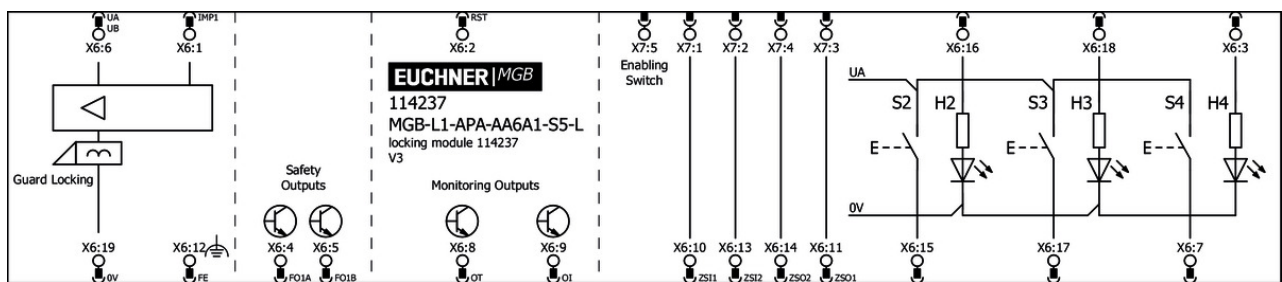 UA
UB
IMP1
RST
X6:6
X6:1
X6:2
X7:5
X7:1
X7:2
X7:4
X7:3
X6:16
X6:18
X6:3
Enabling
Switch
EUCHNER|MGB
114237
MGB-L1-APA-AA6A1-S5-L
locking module 114237
V3
UA
S2
H2
S3
H3
S4
H4
E
E
E
Guard Locking
Safety
Outputs
Monitoring Outputs
0V
X6:19
X6:12
X6:4
X6:5
X6:8
X6:9
X6:10
X6:13
X6:14
X6:11
X6:15
X6:17
X6:7
0V
FE
FO1A
FO1B
OT
OI
ZSI1
ZSI2
ZSO2
ZSO1